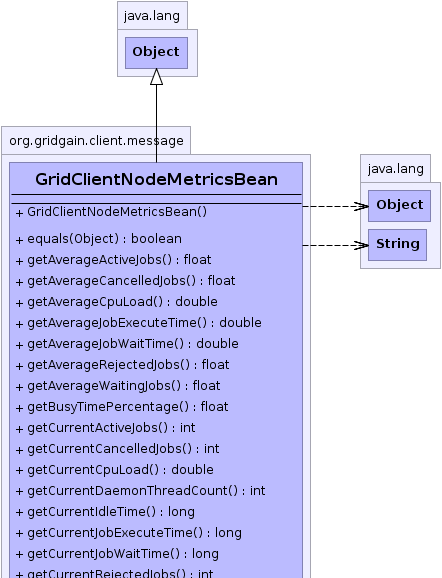 java.lang
Object
org.gridgain.client.message
GridClientNodeMetricsBean
+ GridClientNodeMetricsBean()
+ equals(Object) : boolean
+ getAverageActiveJobs() : float
+ getAverageCancelledJobs() : float
+ getAverageCpuLoad() : double
+ getAverageJobExecuteTime() : double
+ getAverageJobWaitTime() : double
+ getAverageRejectedJobs() : float
+ getAverageWaitingJobs() : float
+ getBusyTimePercentage() : float
+ getCurrentActiveJobs() : int
+ getCurrentCancelledJobs() : int
+ getCurrentCpuLoad() : double
+ getCurrentDaemonThreadCount() : int
+ getCurrentIdleTime() : long
+ getCurrentJobExecuteTime() : long
+ getCurrentJobWaitTime() : long
+ getCurrentRejectedJobs() : int
java.lang
Object
String